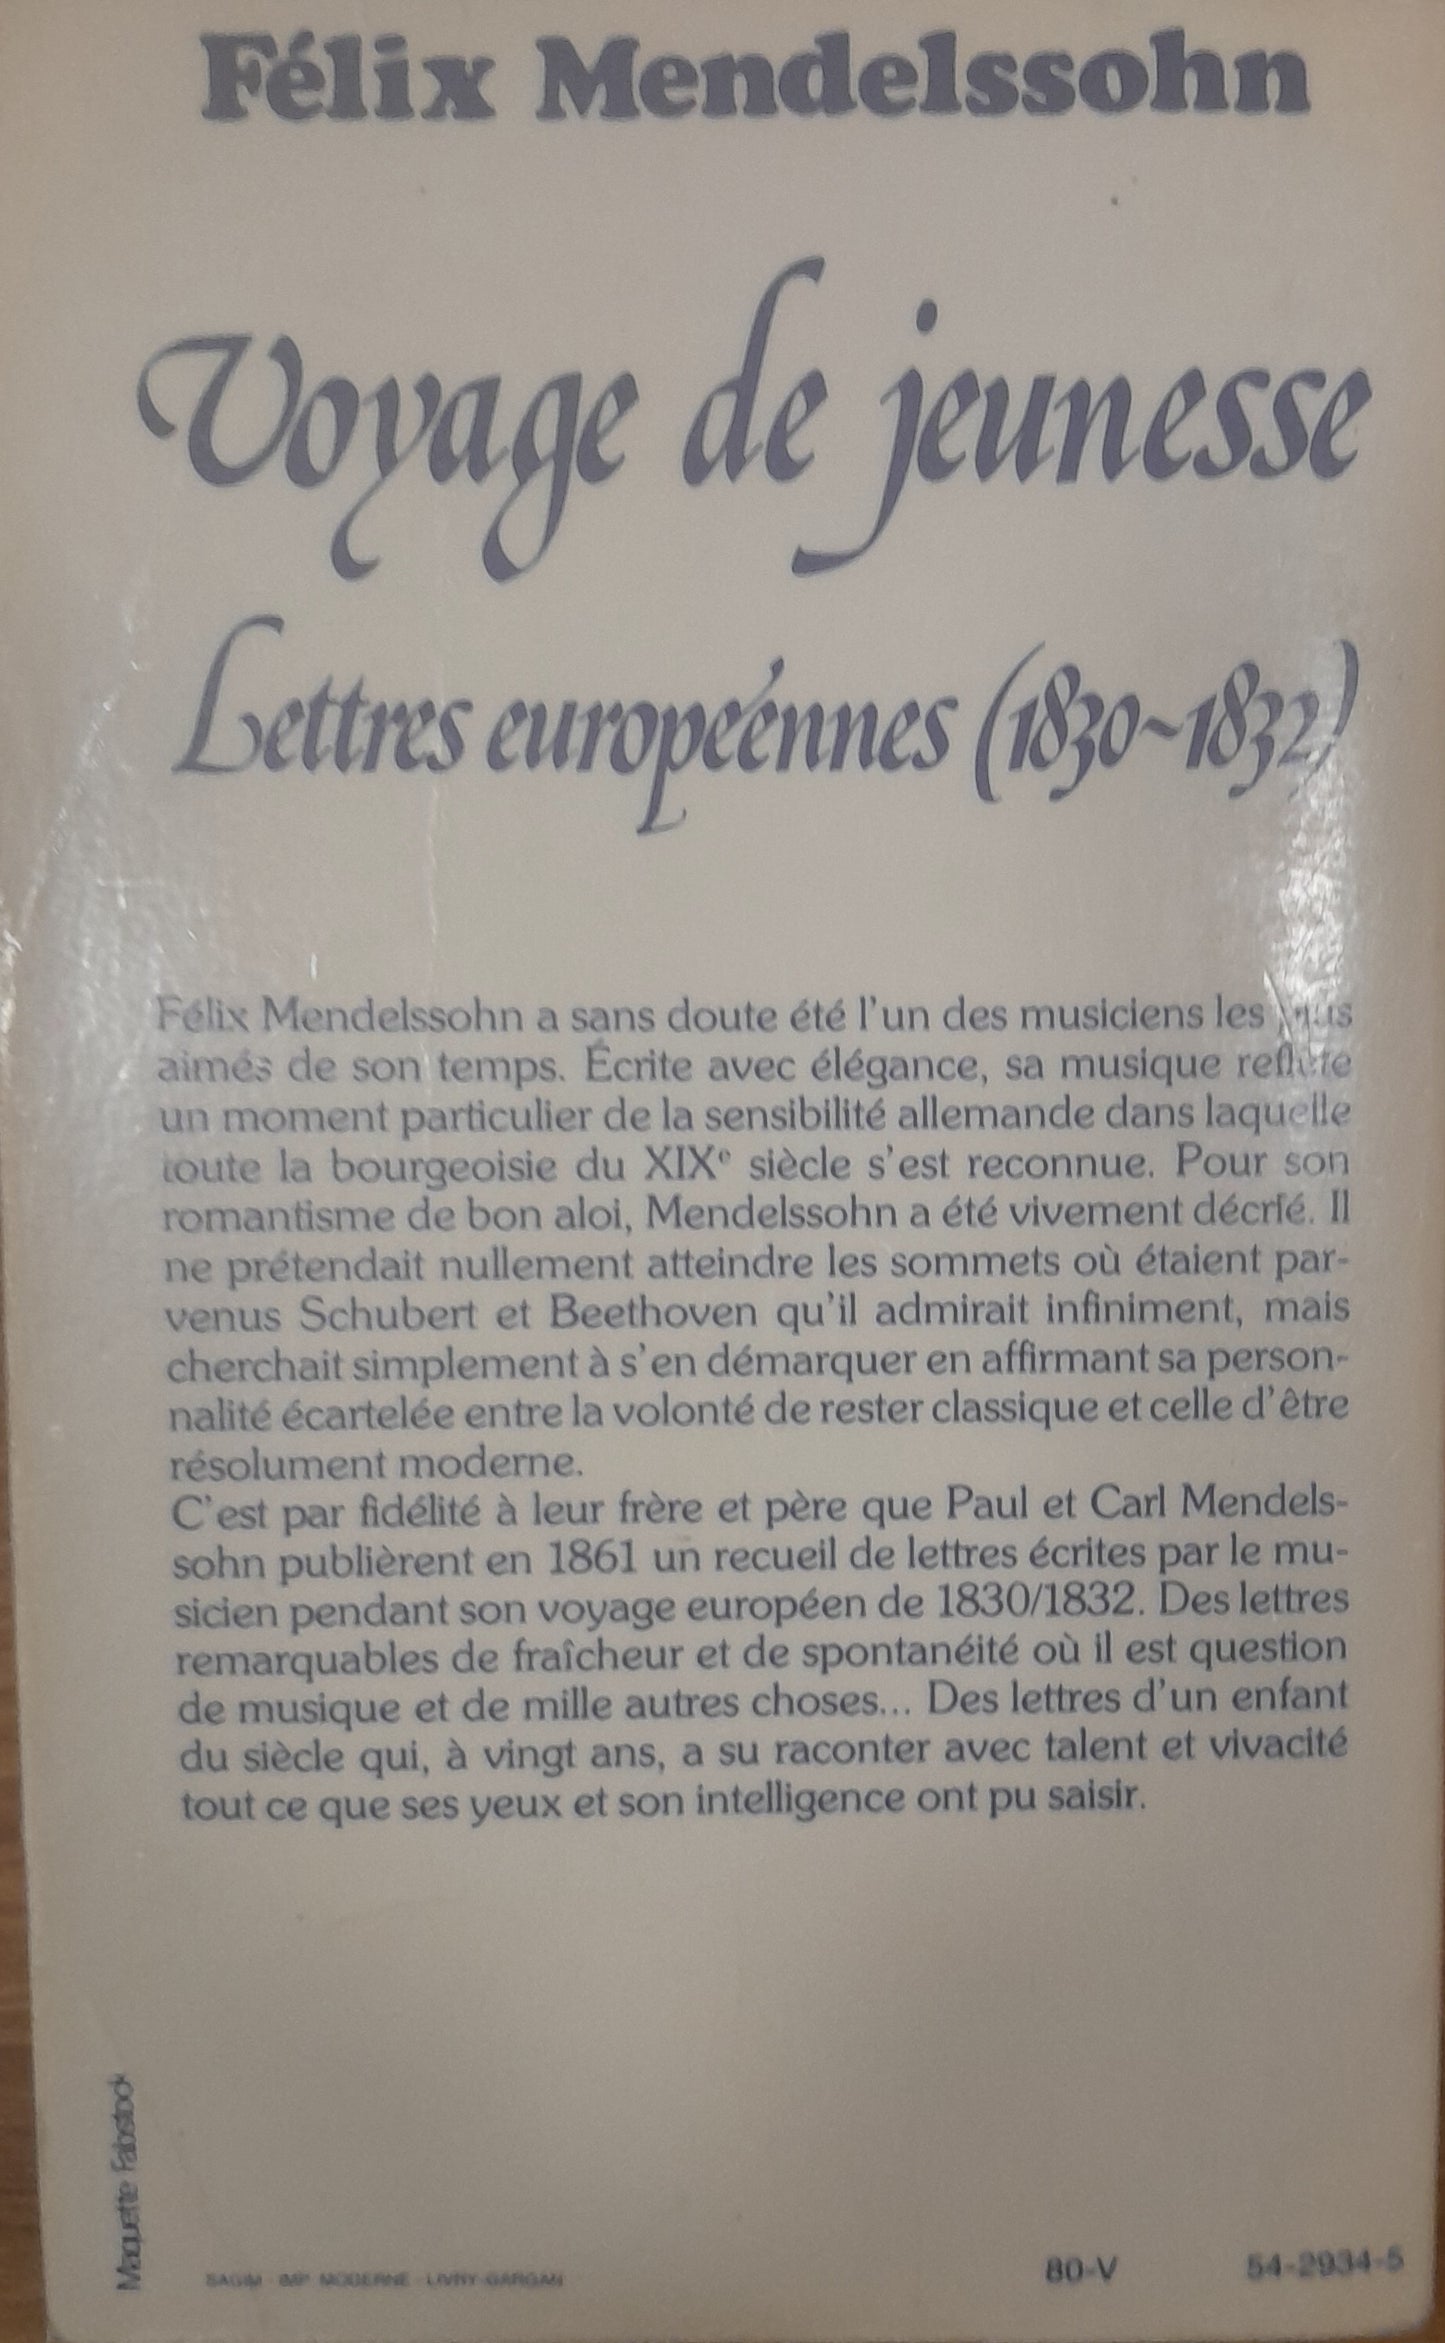 Félix Mendelssohn
Voyage de jeunesse
Lettres européennes (1830~1832)
Félix Mendelssohn a sans doute été l'un des musiciens les plus
aimés de son temps. Écrite avec élégance, sa musique reflète
un moment particulier de la sensibilité allemande dans laquelle
toute la bourgeoisie du XIXe siècle s'est reconnue. Pour son
romantisme de bon aloi, Mendelssohn a été vivement décrié. Il
ne prétendait nullement atteindre les sommets où étaient par-
venus Schubert et Beethoven qu'il admirait infiniment, mais
cherchait simplement à s'en démarquer en affirmant sa person-
nalité écartelée entre la volonté de rester classique et celle d'être
résolument moderne.
C'est par fidélité à leur frère et père que Paul et Carl Mendels-
sohn publièrent en 1861 un recueil de lettres écrites par le mu-
sicien pendant son voyage européen de 1830/1832. Des lettres
remarquables de fraîcheur et de spontanéité où il est question
de musique et de mille autres choses... Des lettres d'un enfant
du siècle qui, à vingt ans, a su raconter avec talent et vivacité
tout ce que ses yeux et son intelligence ont pu saisir.
Maquette Fabstock
SAGIM - IMP. MODERNE - LIVRY-GARGAN
80-V
54-2934-5